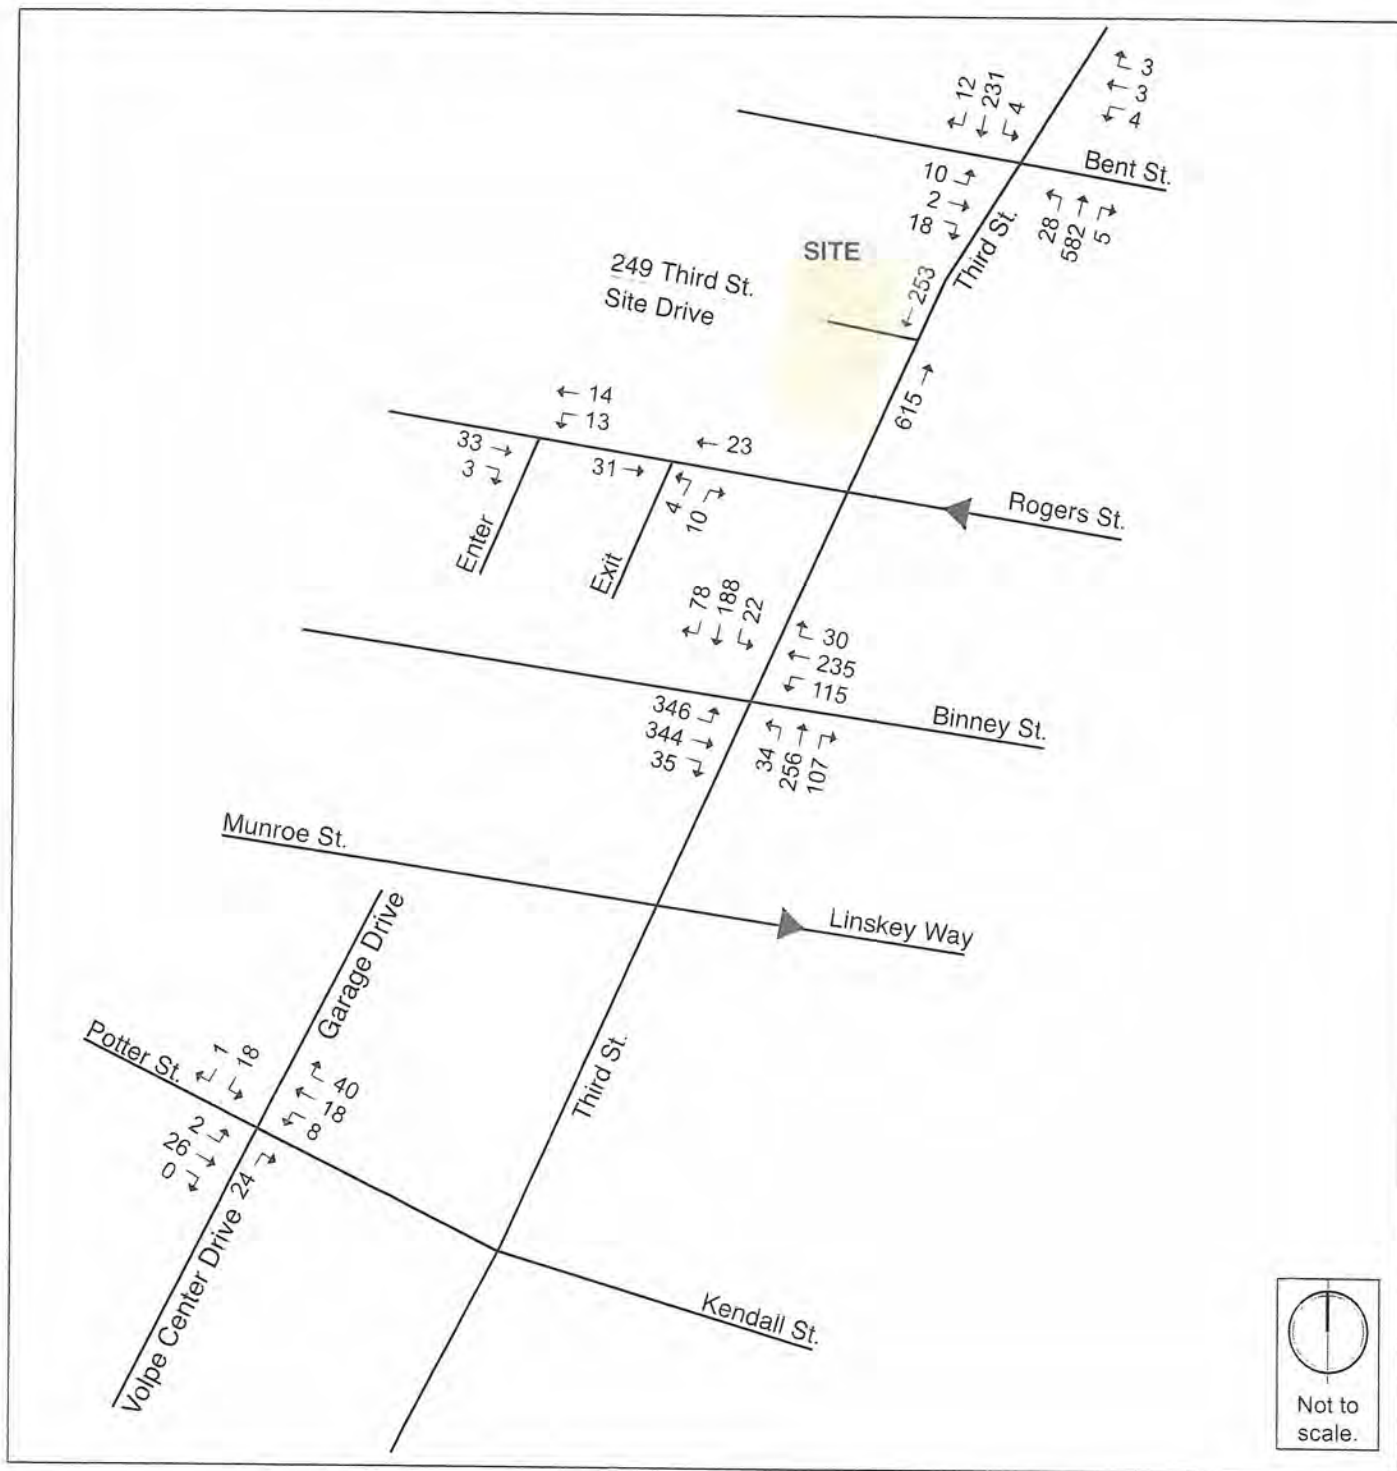 3
3
4
12
231
4
Bent St.
10
2
18
28
582
5
Third St.
SITE
249 Third St.
Site Drive
253
615
14
13
33
3
23
31
4
10
Enter
Exit
Rogers St.
78
188
22
30
235
115
Binney St.
346
344
35
34
256
107
Munroe St.
Linskey Way
Garage Drive
Third St.
Potter St.
1
18
40
18
8
2
26
0
24
Volpe Center Drive
Kendall St.
Not to
scale.